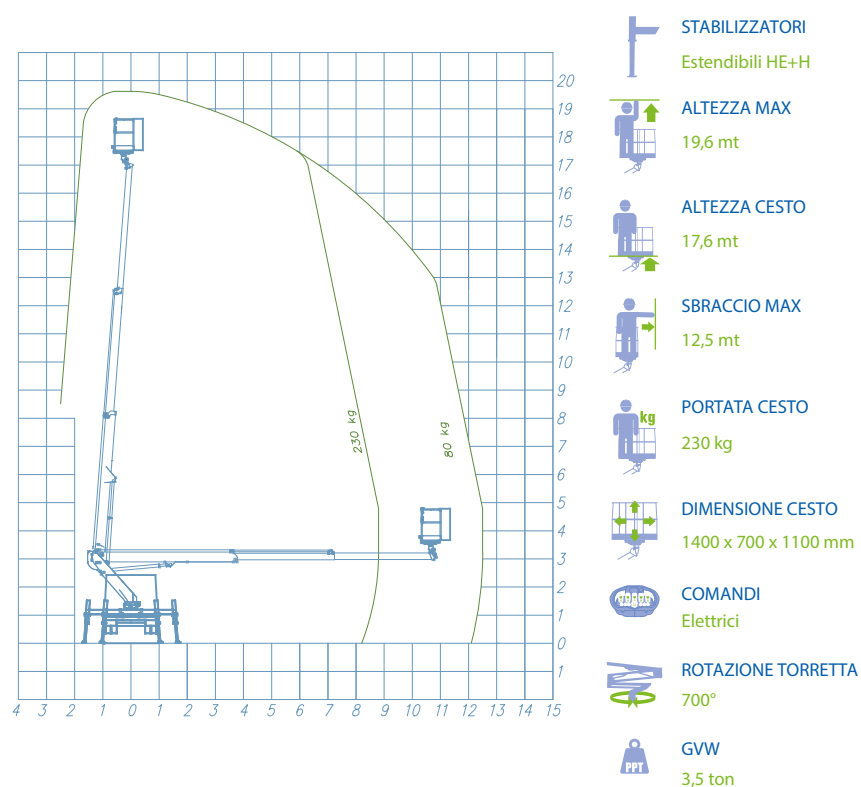 20
19
18
17
16
15
14
13
12
11
10
9
8
7
6
5
4
3
2
1
0
1
4 3 2 1 0 1 2 3 4 5 6 7 8 9 10 11 12 13 14 15
230 kg
80 kg
STABILIZZATORI
Estendibili HE+H
ALTEZZA MAX
19,6 mt
ALTEZZA CESTO
17,6 mt
SBRACCIO MAX
12,5 mt
kg
PORTATA CESTO
230 kg
DIMENSIONE CESTO
1400 x 700 x 1100 mm
COMANDI
Elettrici
ROTAZIONE TORRETTA
700°
PPT
GVW
3,5 ton